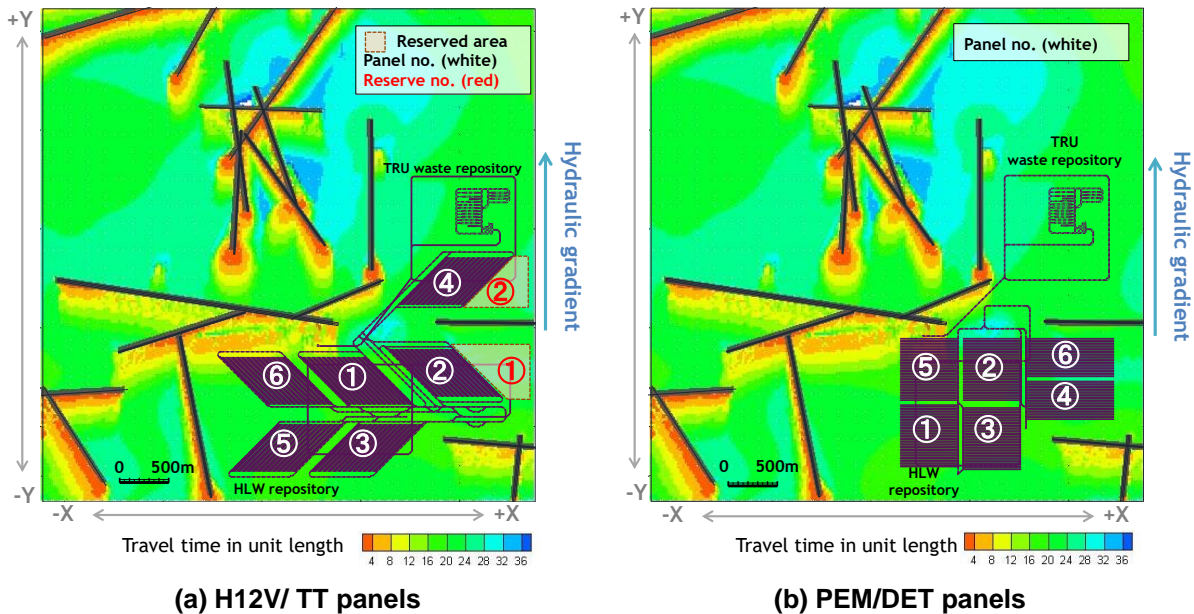 +Y
Reserved area
Panel no. (white)
Reserve no. (red)
TRU waste repository
Hydraulic gradient
④
②
⑥
①
②
①
⑤
③
0 500m
HLW repository
-Y
-X
+X
Travel time in unit length
4 8 12 16 20 24 28 32 36
(a) H12V/ TT panels
+Y
Panel no. (white)
TRU
waste repository
Hydraulic gradient
⑤
②
⑥
④
①
③
0 500m
HLW
repository
-Y
-X
+X
Travel time in unit length
4 8 12 16 20 24 28 32 36
(b) PEM/DET panels